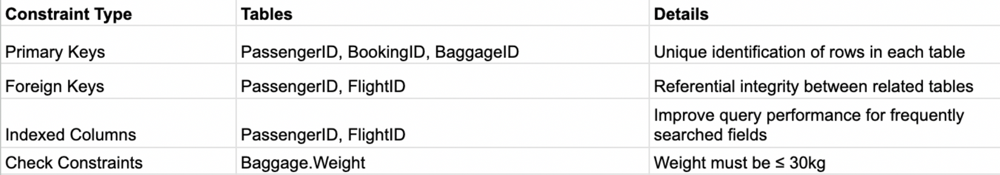 Constraint Type Tables Details
Primary Keys PassengerID, BookingID, BaggageID Unique identification of rows in each table
Foreign Keys PassengerID, FlightID Referential integrity between related tables
Indexed Columns PassengerID, FlightID Improve query performance for frequently
searched fields
Check Constraints Baggage.Weight Weight must be ≤ 30kg